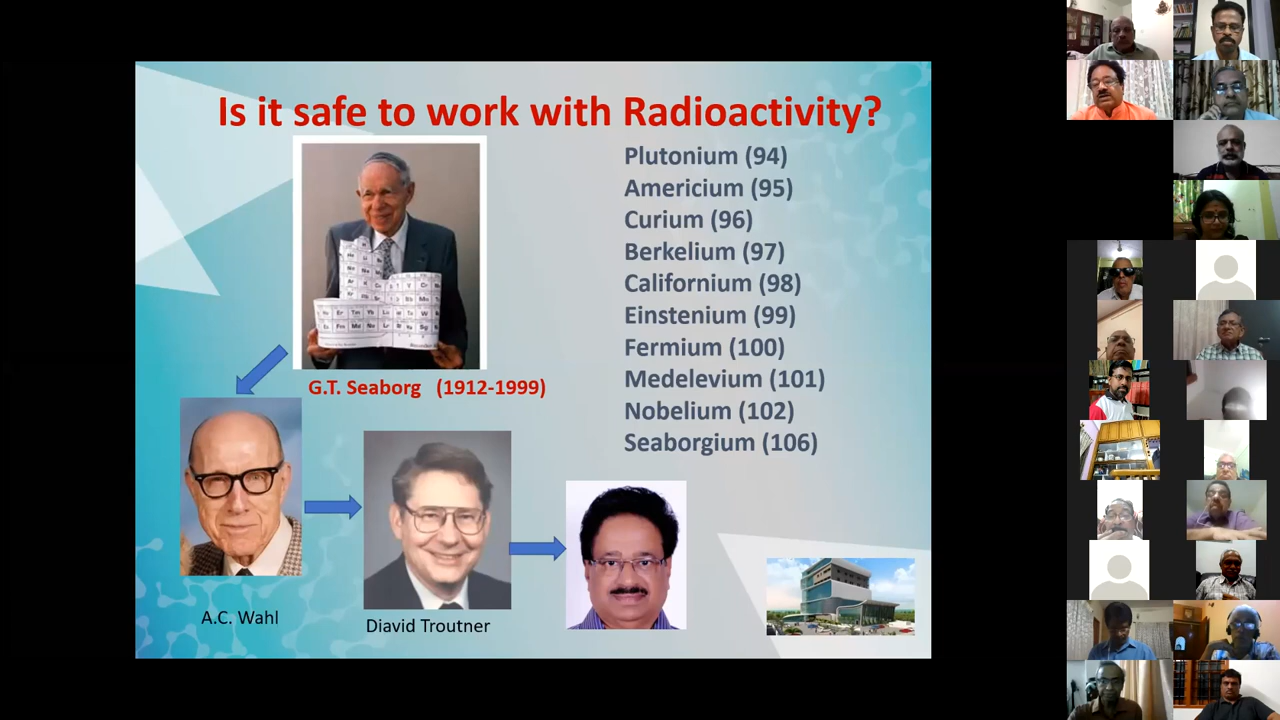 Is it safe to work with Radioactivity?
Plutonium (94)
Americium (95)
Curium (96)
Berkelium (97)
Californium (98)
Einstenium (99)
Fermium (100)
Medelevium (101)
Nobelium (102)
Seaborgium (106)
G.T. Seaborg (1912-1999)
A.C. Wahl
Diavid Troutner